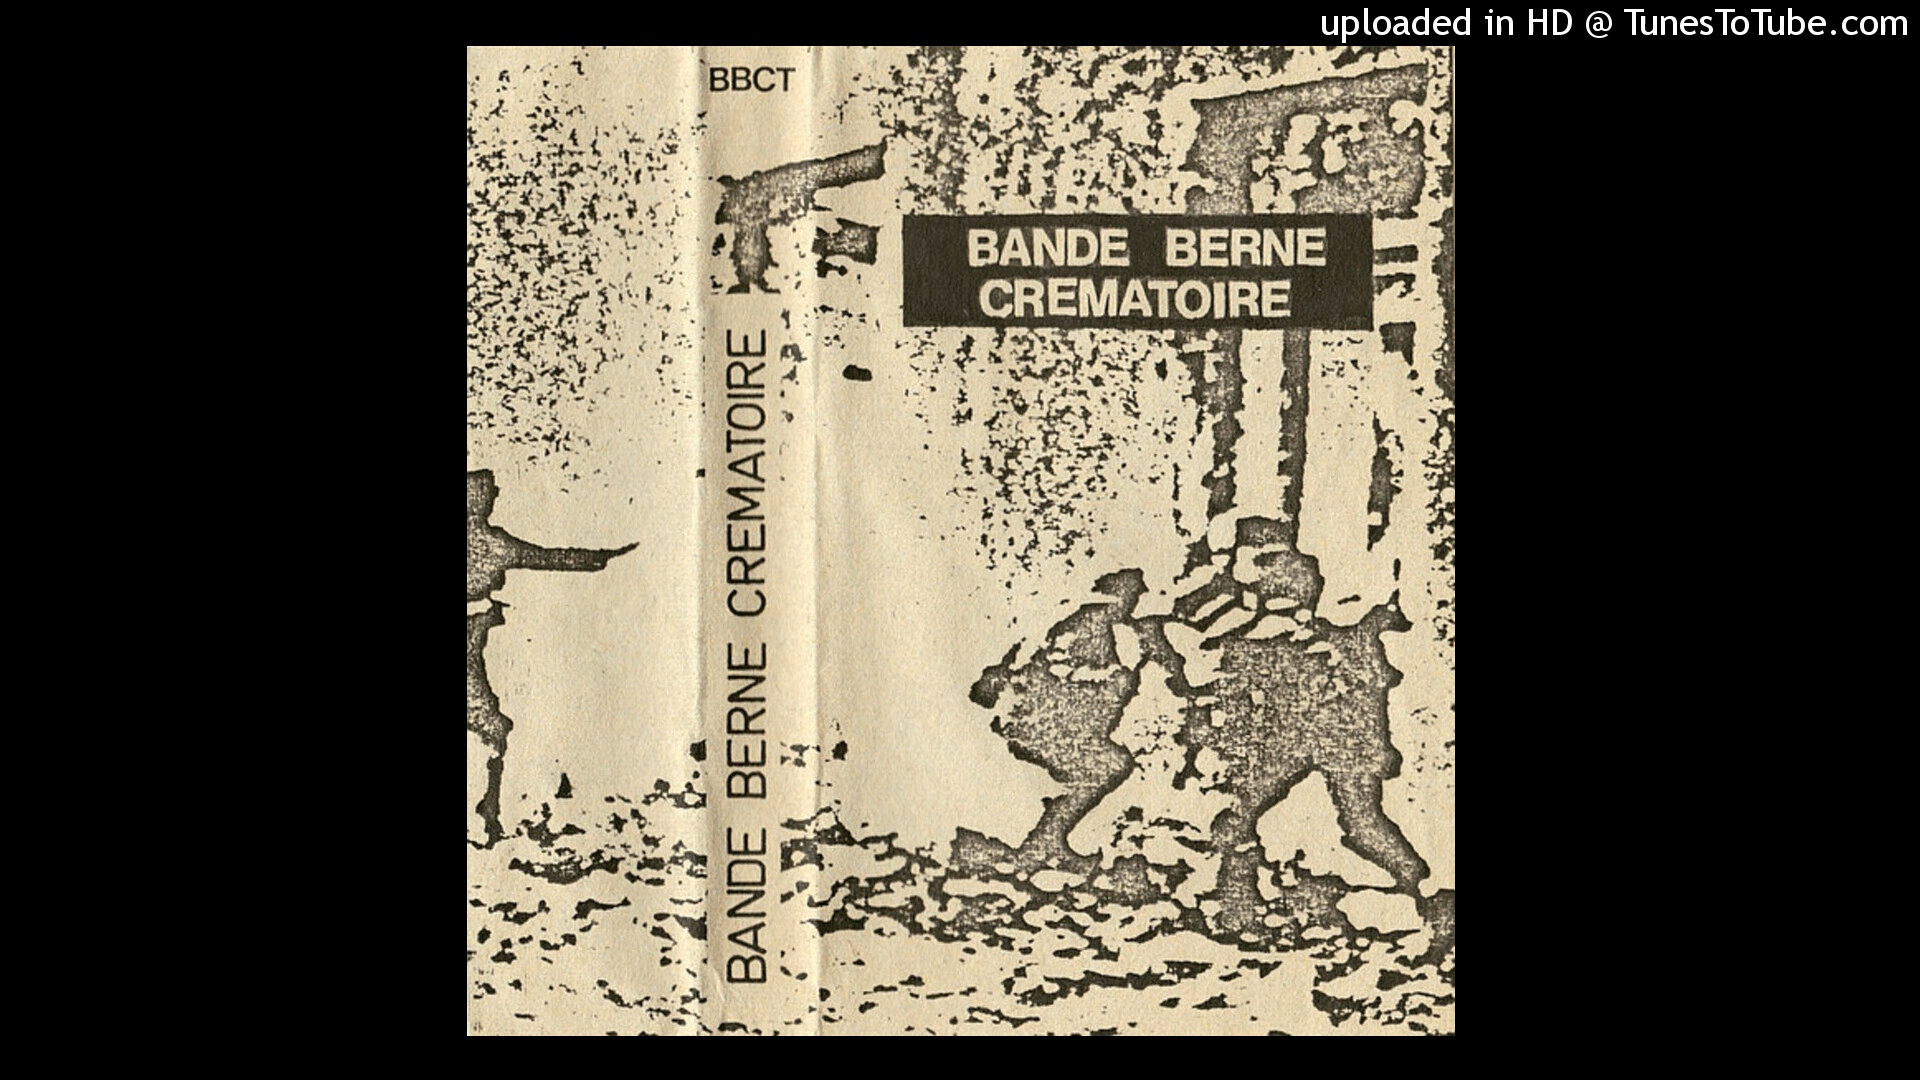 uploaded in HD @ TunesToTube.com
BBCT
BANDE BERNE
CREMATOIRE
BANDE BERNE CREMATOIRE